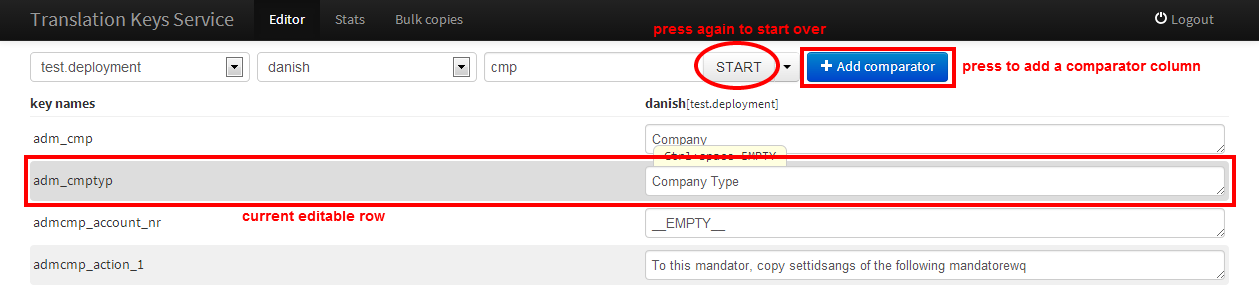 Translation Keys Service Editor Stats Bulk copies Logout
press again to start over
test.deployment danish cmp START Add comparator press to add a comparator column
key names danish[test.deployment]
adm_cmp Company
Ctrl+space EMPTY
adm_cmptyp Company Type
current editable row
admcmp_account_nr __EMPTY__
admcmp_action_1 To this mandator, copy settidsangs of the following mandatorewq